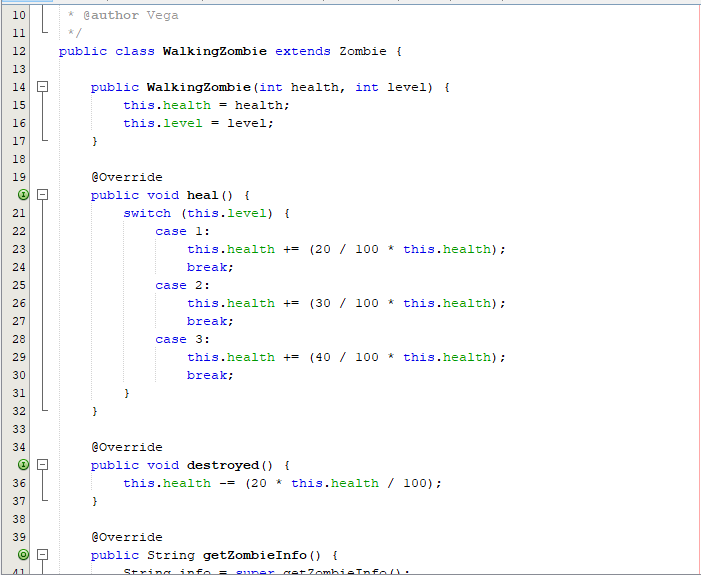 10 * @author Vega
11 */
12 public class WalkingZombie extends Zombie {
13
14 public WalkingZombie(int health, int level) {
15 this.health = health;
16 this.level = level;
17 }
18
19 @Override
public void heal() {
21 switch (this.level) {
22 case 1:
23 this.health += (20 / 100 * this.health);
24 break;
25 case 2:
26 this.health += (30 / 100 * this.health);
27 break;
28 case 3:
29 this.health += (40 / 100 * this.health);
30 break;
31 }
32 }
33
34 @Override
public void destroyed() {
36 this.health -= (20 * this.health / 100);
37 }
38
39 @Override
public String getZombieInfo() {
41 String info = super.getZombieInfo();